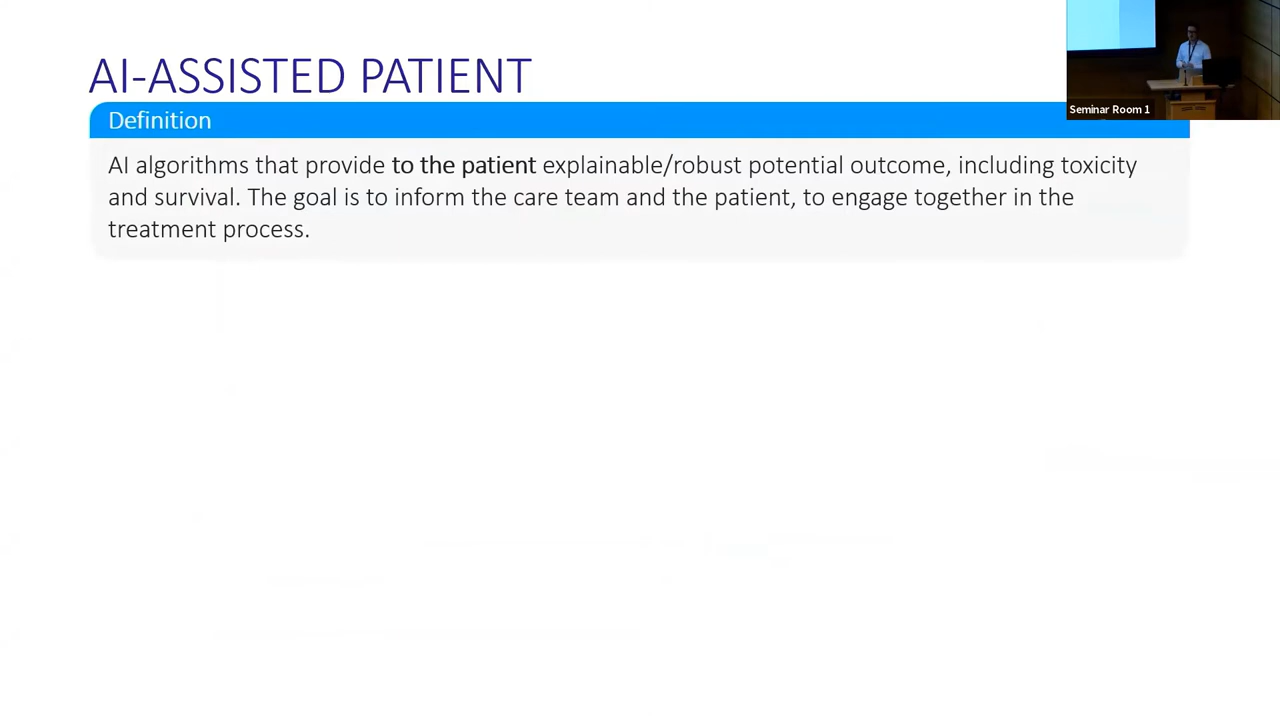 AI-ASSISTED PATIENT
Definition
AI algorithms that provide to the patient explainable/robust potential outcome, including toxicity
and survival. The goal is to inform the care team and the patient, to engage together in the
treatment process.
Seminar Room 1